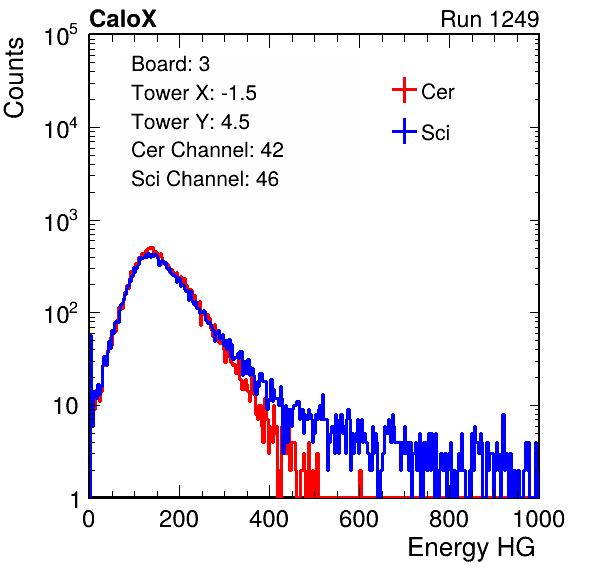 CaloX Run 1249
Board: 3
Tower X: -1.5
Tower Y: 4.5
Cer Channel: 42
Sci Channel: 46
Cer
Sci
Counts
10^5
10^4
10^3
10^2
10
1
0 200 400 600 800 1000
Energy HG